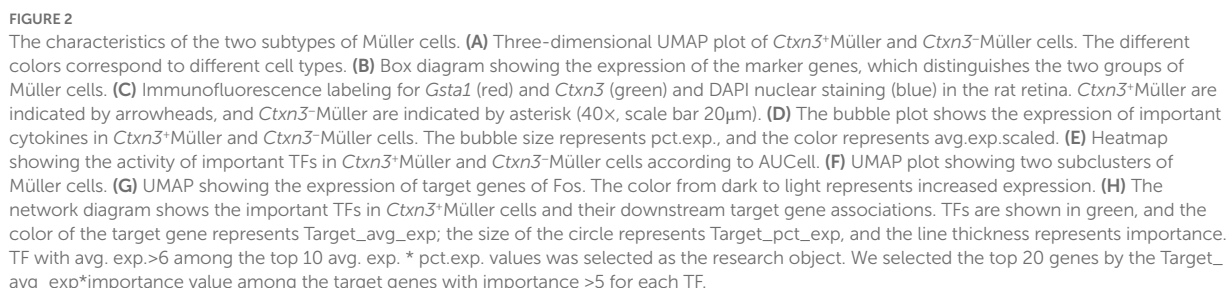 FIGURE 2
The characteristics of the two subtypes of Müller cells. (A) Three-dimensional UMAP plot of Ctxn3⁺Müller and Ctxn3⁻Müller cells. The different
colors correspond to different cell types. (B) Box diagram showing the expression of the marker genes, which distinguishes the two groups of
Müller cells. (C) Immunofluorescence labeling for Gsta1 (red) and Ctxn3 (green) and DAPI nuclear staining (blue) in the rat retina. Ctxn3⁺Müller are
indicated by arrowheads, and Ctxn3⁻Müller are indicated by asterisk (40×, scale bar 20μm). (D) The bubble plot shows the expression of important
cytokines in Ctxn3⁺Müller and Ctxn3⁻Müller cells. The bubble size represents pct.exp., and the color represents avg.exp.scaled. (E) Heatmap
showing the activity of important TFs in Ctxn3⁺Müller and Ctxn3⁻Müller cells according to AUCell. (F) UMAP plot showing two subclusters of
Müller cells. (G) UMAP showing the expression of target genes of Fos. The color from dark to light represents increased expression. (H) The
network diagram shows the important TFs in Ctxn3⁺Müller cells and their downstream target gene associations. TFs are shown in green, and the
color of the target gene represents Target_avg_exp; the size of the circle represents Target_pct_exp, and the line thickness represents importance.
TF with avg. exp.>6 among the top 10 avg. exp. * pct.exp. values was selected as the research object. We selected the top 20 genes by the Target_
avg_exp*importance value among the target genes with importance >5 for each TF.